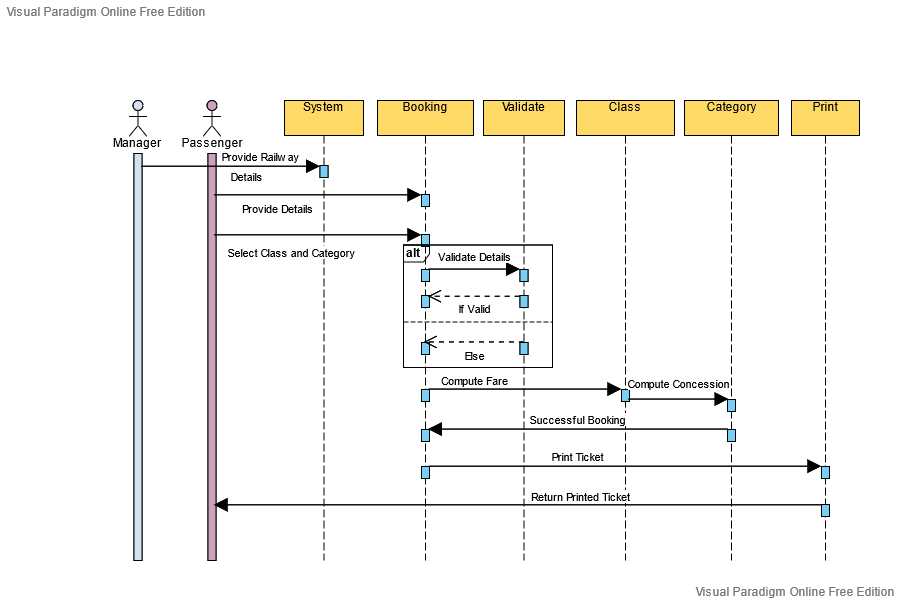 Visual Paradigm Online Free Edition
System
Booking
Validate
Class
Category
Print
Manager
Passenger
Provide Railway
Details
Provide Details
Select Class and Category
alt
Validate Details
If Valid
Else
Compute Fare
Compute Concession
Successful Booking
Print Ticket
Return Printed Ticket
Visual Paradigm Online Free Edition